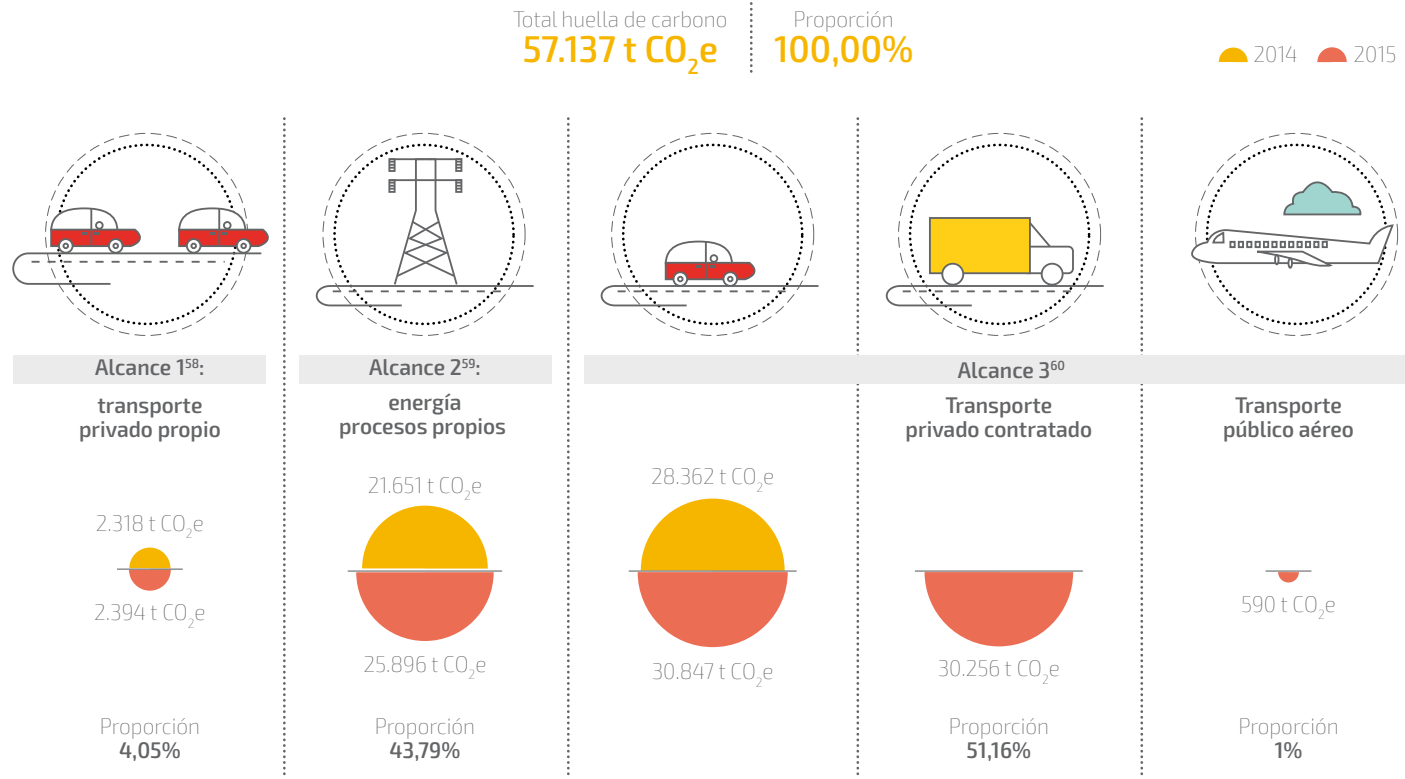 Total huella de carbono
57.137 t CO₂e
Proporción
100,00%
2014
2015
Alcance 1⁵⁸:
transporte
privado propio
2.318 t CO₂e
2.394 t CO₂e
Proporción
4,05%
Alcance 2⁵⁹:
energía
procesos propios
21.651 t CO₂e
25.896 t CO₂e
Proporción
43,79%
Alcance 3⁶⁰
28.362 t CO₂e
30.847 t CO₂e
Transporte
privado contratado
30.256 t CO₂e
Proporción
51,16%
Transporte
público aéreo
590 t CO₂e
Proporción
1%